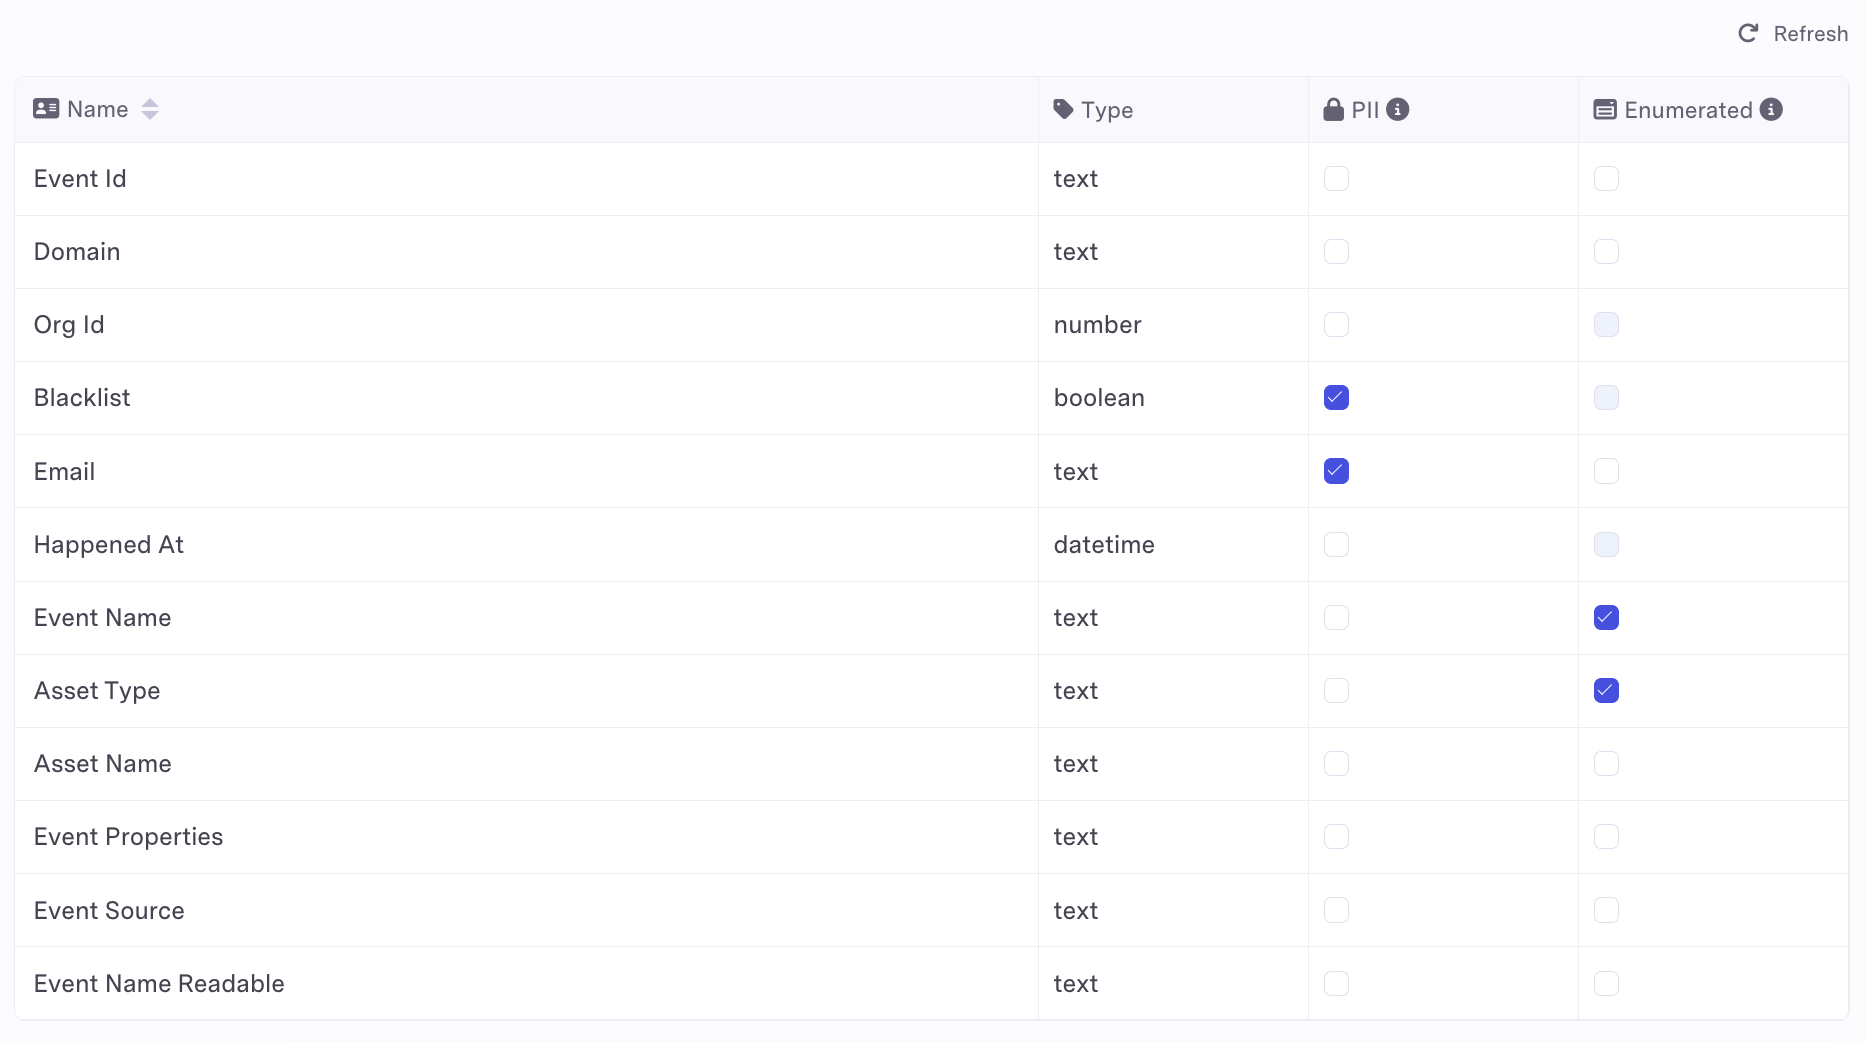 Refresh
Name Type PII Enumerated
Event Id text
Domain text
Org Id number
Blacklist boolean
Email text
Happened At datetime
Event Name text
Asset Type text
Asset Name text
Event Properties text
Event Source text
Event Name Readable text